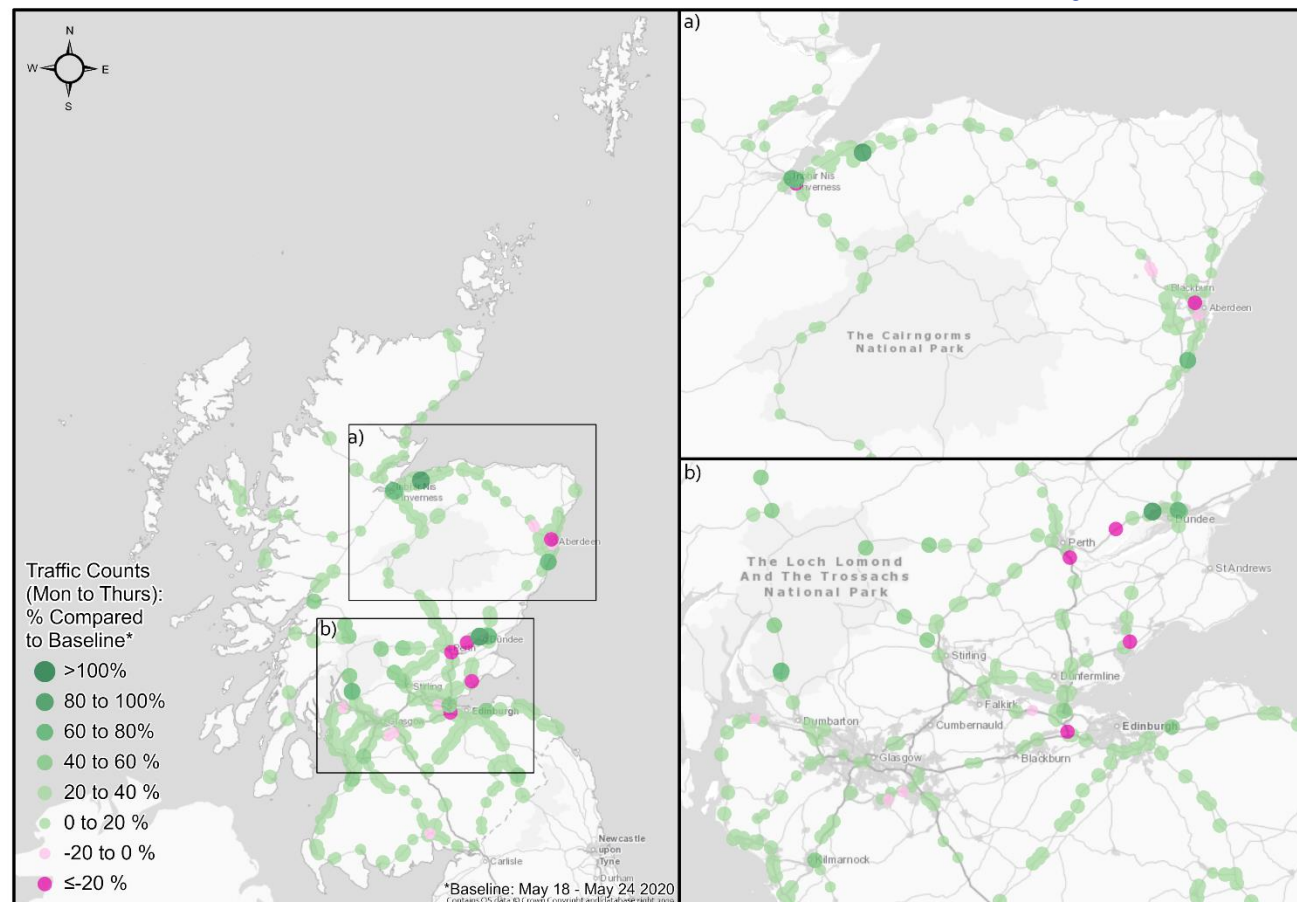 N
W
E
S
a)
Inverness
Aberdeen
b)
Dundee
Stirling
Edinburgh
Carlisle
Newcastle
upon
Tyne
Durham
Traffic Counts
(Mon to Thurs):
% Compared
to Baseline*
>100%
80 to 100%
60 to 80%
40 to 60 %
20 to 40 %
0 to 20 %
-20 to 0 %
≤-20 %
*Baseline: May 18 - May 24 2020
a)
Nis
Inverness
Blackburn
Aberdeen
The Cairngorms
National Park
b)
Dundee
Perth
St Andrews
The Loch Lomond
And The Trossachs
National Park
Stirling
Dunfermline
Falkirk
Dumbarton
Cumbernauld
Edinburgh
Glasgow
Blackburn
Kilmarnock